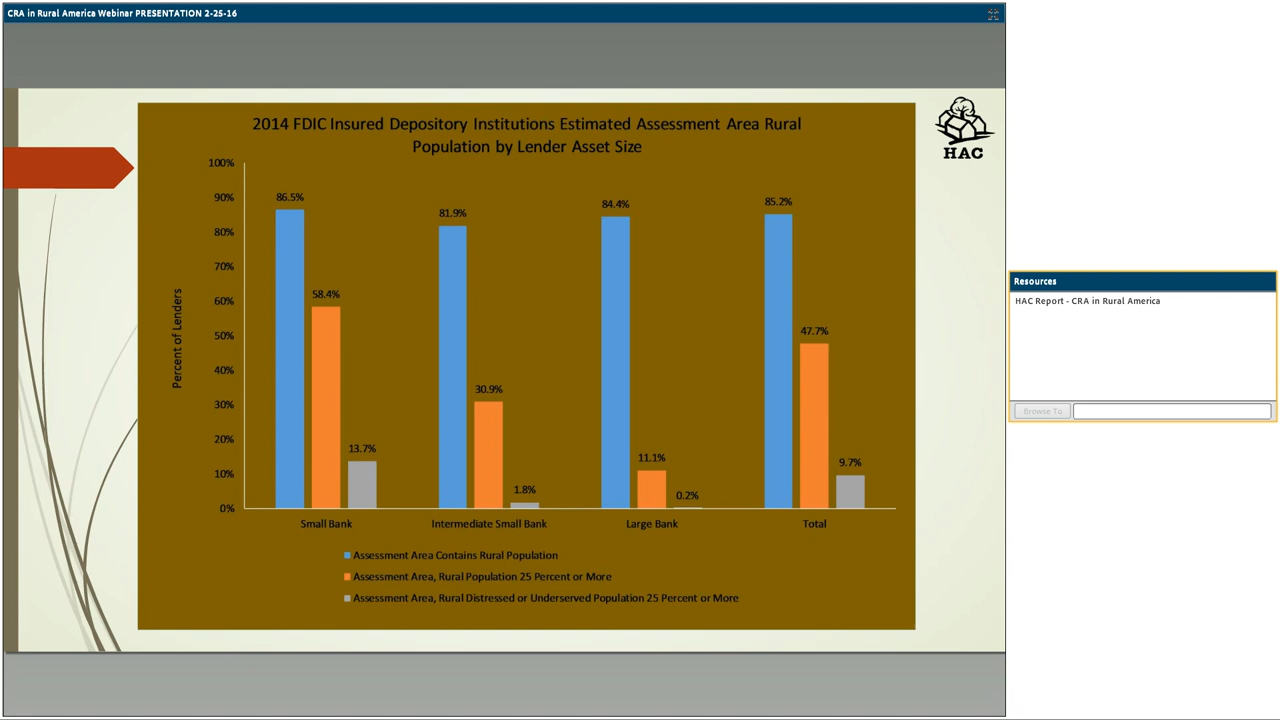 CRA in Rural America Webinar PRESENTATION 2-25-16
HAC
2014 FDIC Insured Depository Institutions Estimated Assessment Area Rural
Population by Lender Asset Size
Percent of Lenders
100%
90%
80%
70%
60%
50%
40%
30%
20%
10%
0%
86.5%
58.4%
13.7%
81.9%
30.9%
1.8%
84.4%
11.1%
0.2%
85.2%
47.7%
9.7%
Small Bank
Intermediate Small Bank
Large Bank
Total
Assessment Area Contains Rural Population
Assessment Area, Rural Population 25 Percent or More
Assessment Area, Rural Distressed or Underserved Population 25 Percent or More
Resources
HAC Report - CRA in Rural America
Browse To